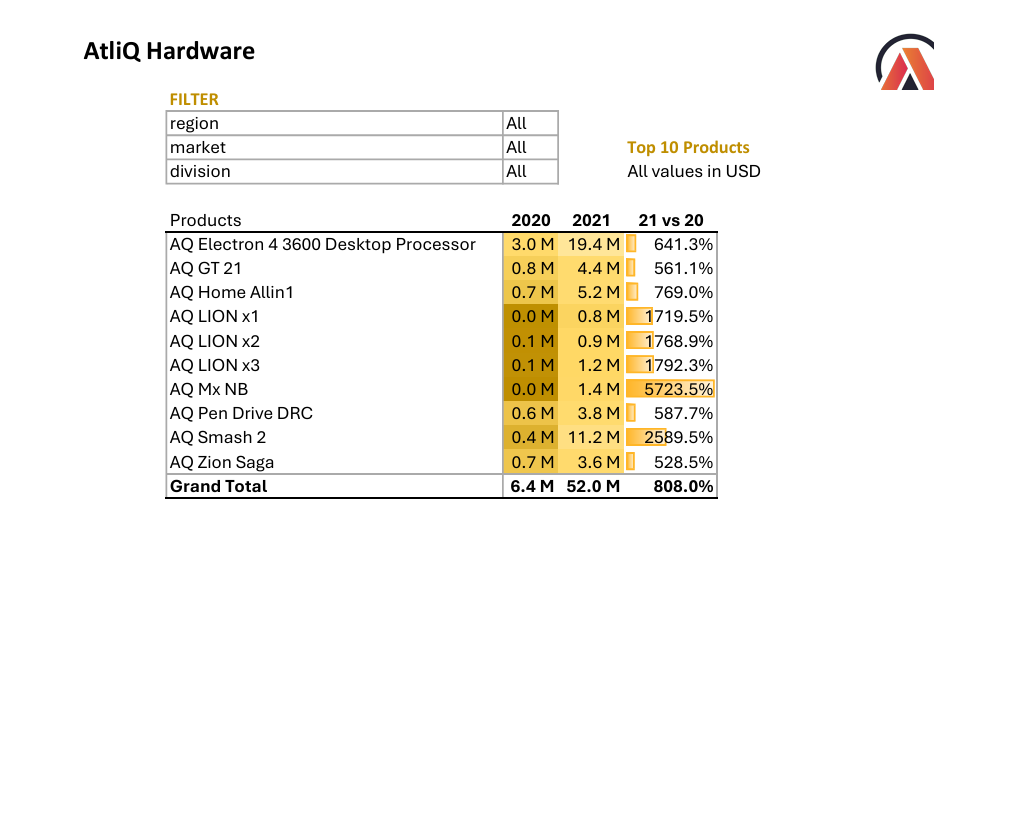 AtliQ Hardware
FILTER
region All
market All Top 10 Products
division All All values in USD
Products 2020 2021 21 vs 20
AQ Electron 4 3600 Desktop Processor 3.0 M 19.4 M 641.3%
AQ GT 21 0.8 M 4.4 M 561.1%
AQ Home Allin1 0.7 M 5.2 M 769.0%
AQ LION x1 0.0 M 0.8 M 1719.5%
AQ LION x2 0.1 M 0.9 M 1768.9%
AQ LION x3 0.1 M 1.2 M 1792.3%
AQ Mx NB 0.0 M 1.4 M 5723.5%
AQ Pen Drive DRC 0.6 M 3.8 M 587.7%
AQ Smash 2 0.4 M 11.2 M 2589.5%
AQ Zion Saga 0.7 M 3.6 M 528.5%
Grand Total 6.4 M 52.0 M 808.0%